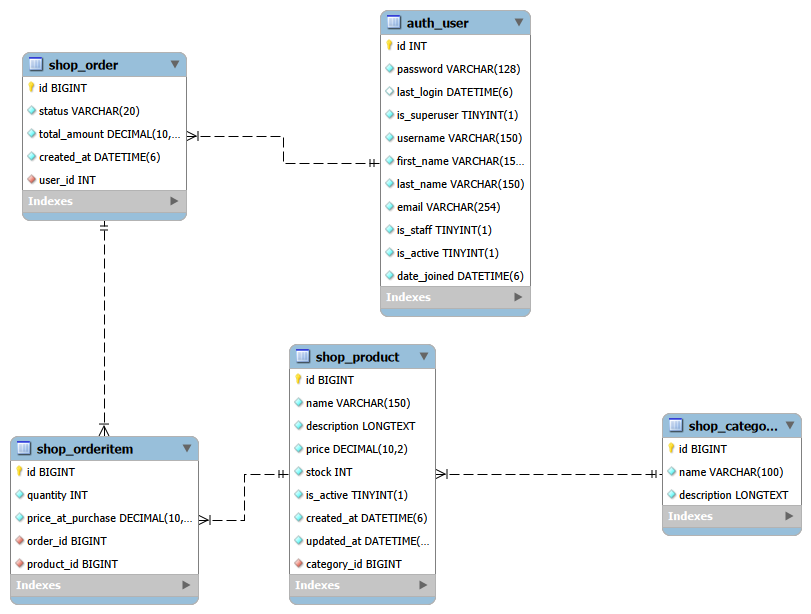 auth_user
id INT
password VARCHAR(128)
last_login DATETIME(6)
is_superuser TINYINT(1)
username VARCHAR(150)
first_name VARCHAR(15...
last_name VARCHAR(150)
email VARCHAR(254)
is_staff TINYINT(1)
is_active TINYINT(1)
date_joined DATETIME(6)
Indexes
shop_order
id BIGINT
status VARCHAR(20)
total_amount DECIMAL(10,...
created_at DATETIME(6)
user_id INT
Indexes
shop_product
id BIGINT
name VARCHAR(150)
description LONGTEXT
price DECIMAL(10,2)
stock INT
is_active TINYINT(1)
created_at DATETIME(6)
updated_at DATETIME(...
category_id BIGINT
Indexes
shop_catego...
id BIGINT
name VARCHAR(100)
description LONGTEXT
Indexes
shop_orderitem
id BIGINT
quantity INT
price_at_purchase DECIMAL(10,...
order_id BIGINT
product_id BIGINT
Indexes